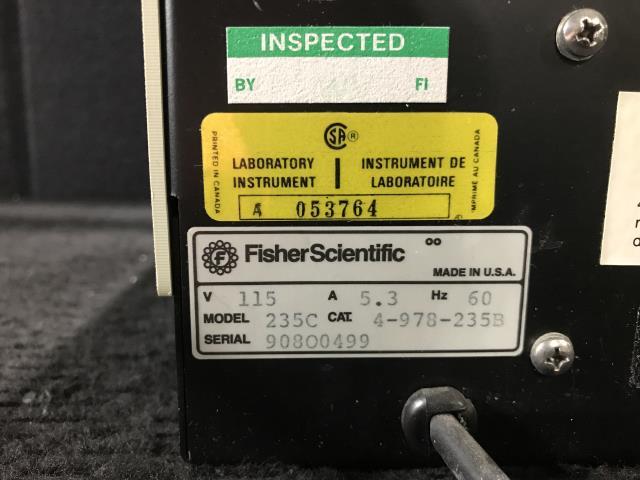 INSPECTED
BY FI
PRINTED IN CANADA
SA ®
LABORATORY INSTRUMENT DE
INSTRUMENT LABORATOIRE
A 053764
IMPRIMÉ AU CANADA
F FisherScientific
MADE IN U.S.A.
V 115 A 5.3 Hz 60
MODEL 235C CAT. 4-978-235B
SERIAL 90800499